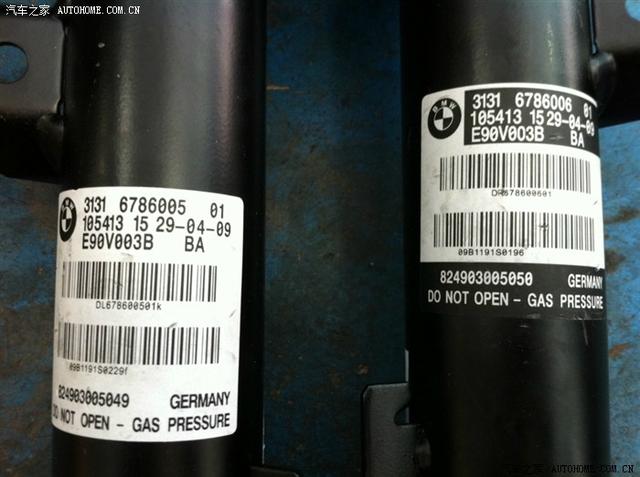 汽车之家 AUTOHOME.COM.CN
3131 6786005 01
105413 15 29-04-09
E90V003B BA
DL678600501k
09B1191S0229f
824903005049 GERMANY
DO NOT OPEN - GAS PRESSURE
BMW
3131 6786006 01
105413 15 29-04-09
E90V003B BA
DR678600601
09B1191S0196
824903005050 GERMANY
DO NOT OPEN - GAS PRESSURE
汽车之家 AUTOHOME.COM.CN